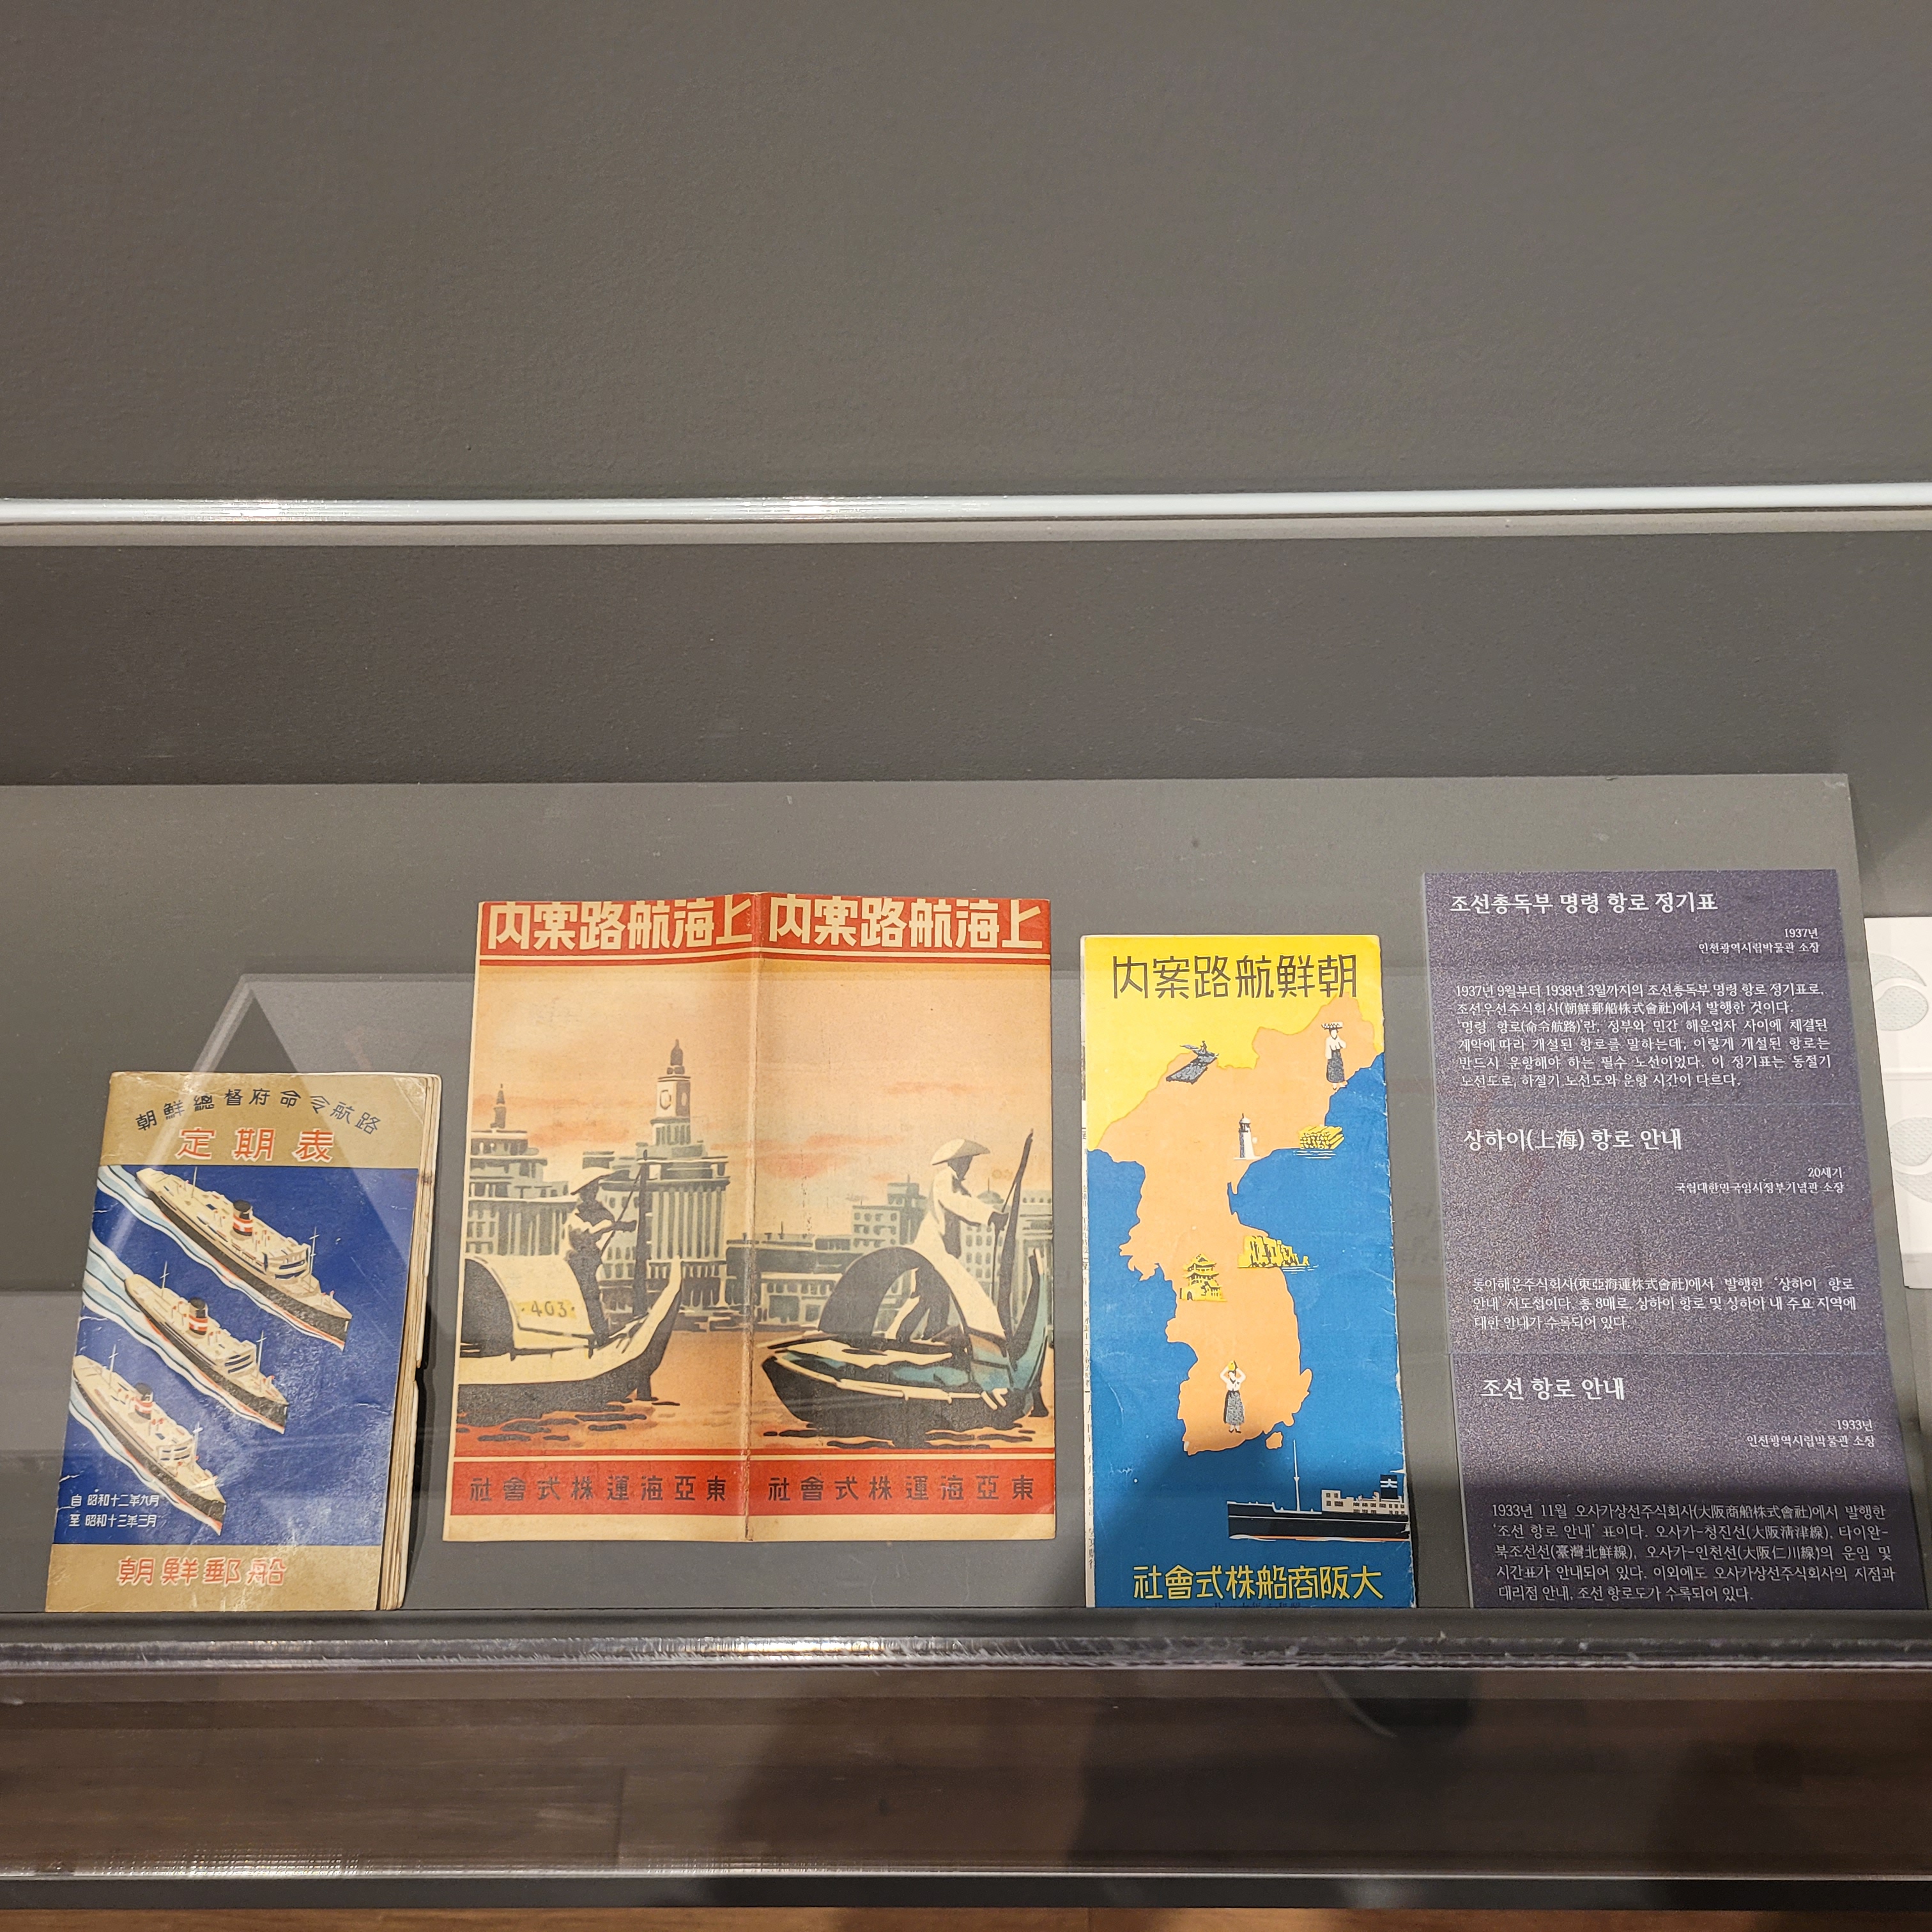 朝鮮總督府命令航路
定期表
自 昭和十二年九月
至 昭和十三年三月
朝鮮郵船
内案路航海上
内案路航海上
403
社會式株運海亞東
社會式株運海亞東
内案路航鮮朝
大
社會式株船商阪大
조선총독부 명령 항로 정기표
1937년
인천광역시립박물관 소장
1937년 9월부터 1938년 3월까지의 조선총독부 명령 항로 정기표로,
조선우선주식회사(朝鮮郵船株式會社)에서 발행한 것이다.
'명령 항로(命令航路)'란, 정부와 민간 해운업자 사이에 체결된
계약에 따라 개설된 항로를 말하는데, 이렇게 개설된 항로는
반드시 운항해야 하는 필수 노선이었다. 이 정기표는 동절기
노선도로, 하절기 노선도와 운항 시간이 다르다.
상하이(上海) 항로 안내
20세기
국립대한민국임시정부기념관 소장
동아해운주식회사(東亞海運株式會社)에서 발행한 '상하이 항로
안내' 지도첩이다. 총 8매로, 상하이 항로 및 상하이 내 주요 지역에
대한 안내가 수록되어 있다.
조선 항로 안내
1933년
인천광역시립박물관 소장
1933년 11월 오사카상선주식회사(大阪商船株式會社)에서 발행한
'조선 항로 안내' 표이다. 오사카-청진선(大阪淸津線), 타이완-
북조선선(臺灣北鮮線), 오사카-인천선(大阪仁川線)의 운임 및
시간표가 안내되어 있다. 이외에도 오사카상선주식회사의 지점과
대리점 안내, 조선 항로도가 수록되어 있다.